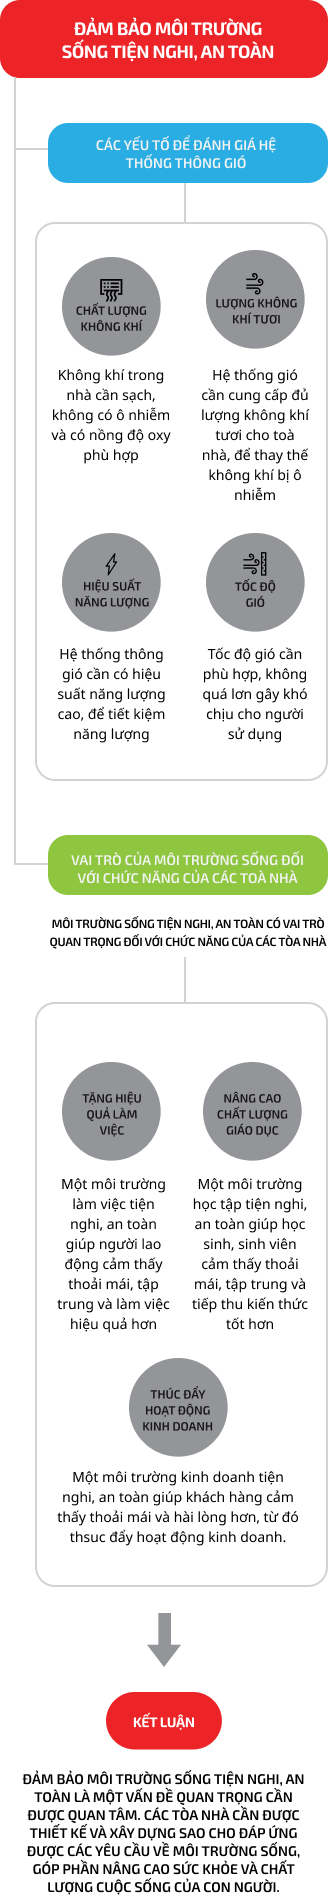 ĐẢM BẢO MÔI TRƯỜNG
SỐNG TIỆN NGHI, AN TOÀN
CÁC YẾU TỐ ĐỂ ĐÁNH GIÁ HỆ
THỐNG THÔNG GIÓ
CHẤT LƯỢNG
KHÔNG KHÍ
Không khí trong
nhà cần sạch,
không có ô nhiễm
và có nồng độ oxy
phù hợp
LƯỢNG KHÔNG
KHÍ TƯƠI
Hệ thống gió
cần cung cấp đủ
lượng không khí
tươi cho toà
nhà, để thay thế
không khí bị ô
nhiễm
HIỆU SUẤT
NĂNG LƯỢNG
Hệ thống thông
gió cần có hiệu
suất năng lượng
cao, để tiết kiệm
năng lượng
TỐC ĐỘ
GIÓ
Tốc độ gió cần
phù hợp, không
quá lơn gây khó
chịu cho người
sử dụng
VAI TRÒ CỦA MÔI TRƯỜNG SỐNG ĐỐI
VỚI CHỨC NĂNG CỦA CÁC TOÀ NHÀ
MÔI TRƯỜNG SỐNG TIỆN NGHI, AN TOÀN CÓ VAI TRÒ
QUAN TRỌNG ĐỐI VỚI CHỨC NĂNG CỦA CÁC TÒA NHÀ
TẶNG HIỆU
QUẢ LÀM
VIỆC
Một môi trường
làm việc tiện
nghi, an toàn
giúp người lao
động cảm thấy
thoải mái, tập
trung và làm việc
hiệu quả hơn
NÂNG CAO
CHẤT LƯỢNG
GIÁO DỤC
Một môi trường
học tập tiện nghi,
an toàn giúp học
sinh, sinh viên
cảm thấy thoải
mái, tập trung và
tiếp thu kiến thức
tốt hơn
THÚC ĐẨY
HOẠT ĐỘNG
KINH DOANH
Một môi trường kinh doanh tiện
nghi, an toàn giúp khách hàng cảm
thấy thoải mái và hài lòng hơn, từ đó
thsuc đẩy hoạt động kinh doanh.
KẾT LUẬN
ĐẢM BẢO MÔI TRƯỜNG SỐNG TIỆN NGHI, AN
TOÀN LÀ MỘT VẤN ĐỀ QUAN TRỌNG CẦN
ĐƯỢC QUAN TÂM. CÁC TÒA NHÀ CẦN ĐƯỢC
THIẾT KẾ VÀ XÂY DỰNG SAO CHO ĐÁP ỨNG
ĐƯỢC CÁC YÊU CẦU VỀ MÔI TRƯỜNG SỐNG,
GÓP PHẦN NÂNG CAO SỨC KHỎE VÀ CHẤT
LƯỢNG CUỘC SỐNG CỦA CON NGƯỜI.